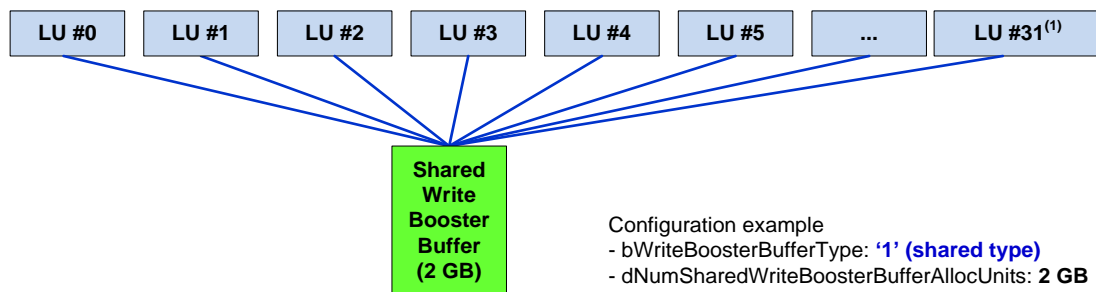 LU #0 LU #1 LU #2 LU #3 LU #4 LU #5 ... LU #31(1)
Shared
Write
Booster
Buffer
(2 GB)
Configuration example
- bWriteBoosterBufferType: ‘1’ (shared type)
- dNumSharedWriteBoosterBufferAllocUnits: 2 GB